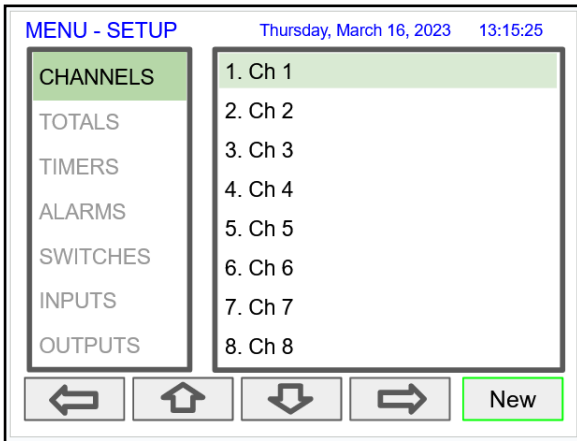 MENU - SETUP Thursday, March 16, 2023 13:15:25
CHANNELS
TOTALS
TIMERS
ALARMS
SWITCHES
INPUTS
OUTPUTS
1. Ch 1
2. Ch 2
3. Ch 3
4. Ch 4
5. Ch 5
6. Ch 6
7. Ch 7
8. Ch 8
New